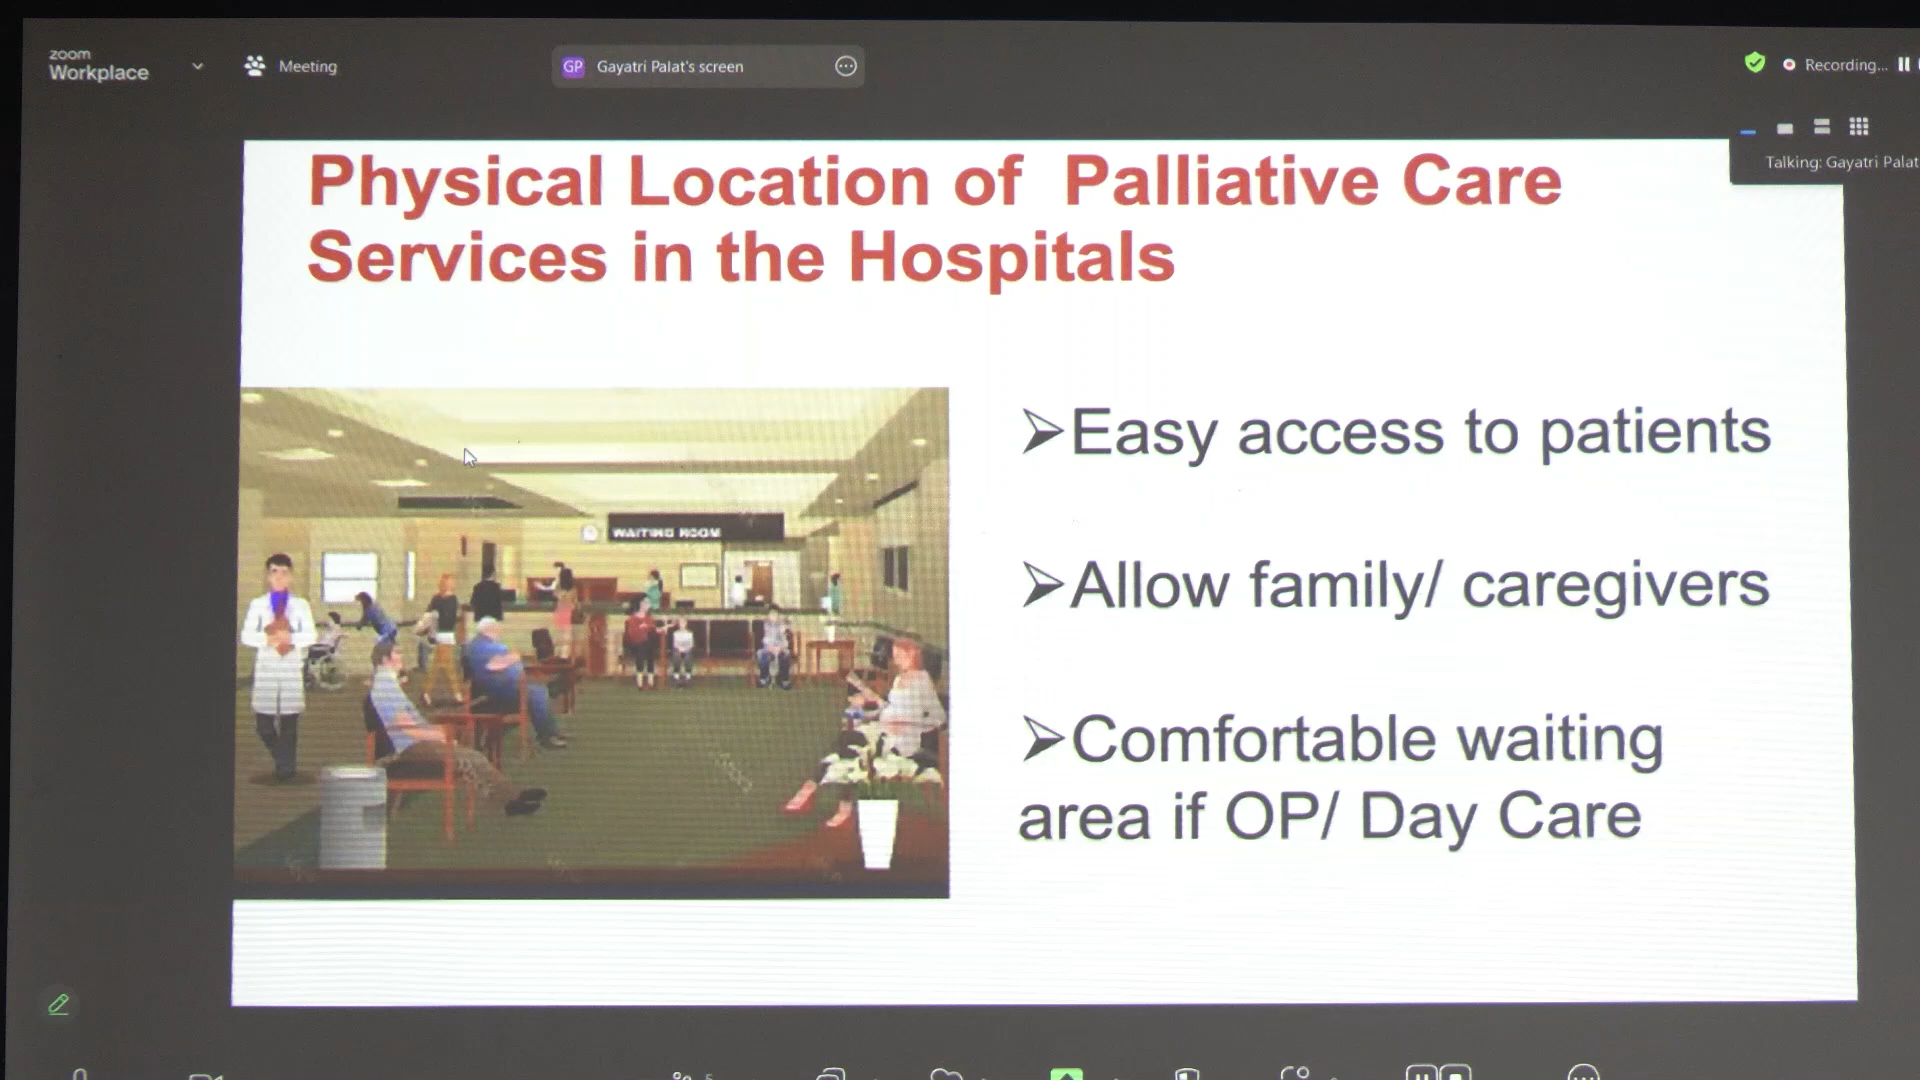 zoom
Workplace
Meeting
GP Gayatri Palat's screen
Recording...
Talking: Gayatri Palat
Physical Location of Palliative Care
Services in the Hospitals
WAITING ROOM
➢Easy access to patients
➢Allow family/ caregivers
➢Comfortable waiting
area if OP/ Day Care